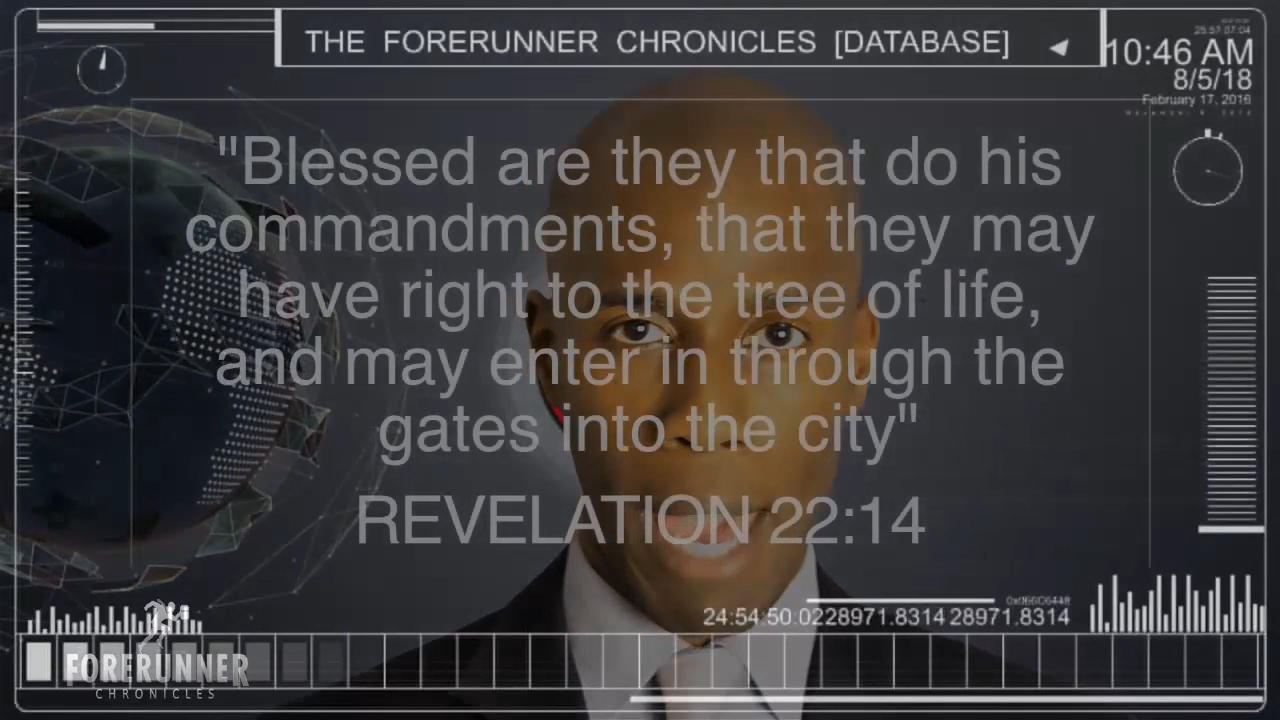 THE FORERUNNER CHRONICLES [DATABASE]
10:46 AM
8/5/18
February 17, 2016
"Blessed are they that do his
commandments, that they may
have right to the tree of life,
and may enter in through the
gates into the city"
REVELATION 22:14
24:54:50.0228971.8314 28971.8314
FORERUNNER
CHRONICLES